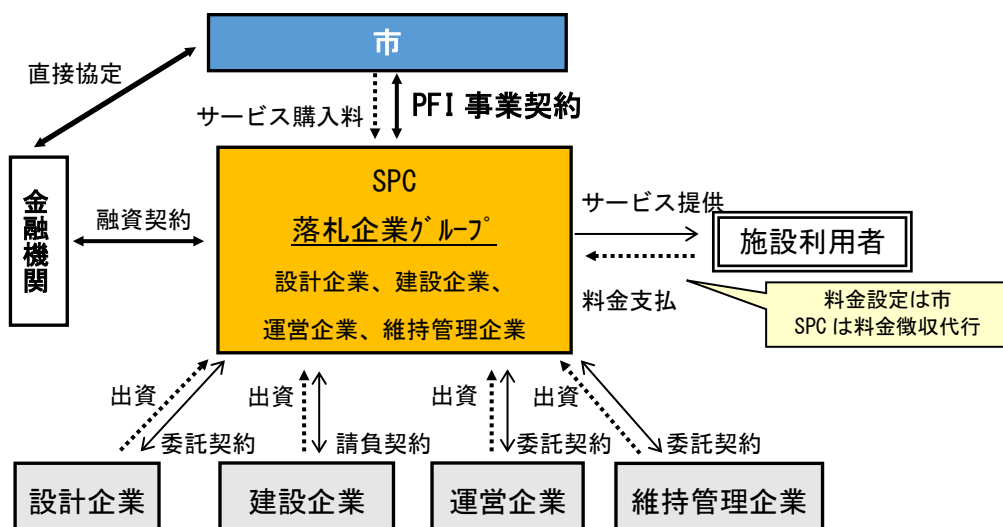 市
直接協定
サービス購入料
PFI 事業契約
金融機関
融資契約
SPC
落札企業ｸﾞﾙｰﾌﾟ
設計企業、建設企業、
運営企業、維持管理企業
サービス提供
施設利用者
料金支払
料金設定は市
SPC は料金徴収代行
出資
委託契約
出資
請負契約
出資
委託契約
出資
委託契約
設計企業
建設企業
運営企業
維持管理企業